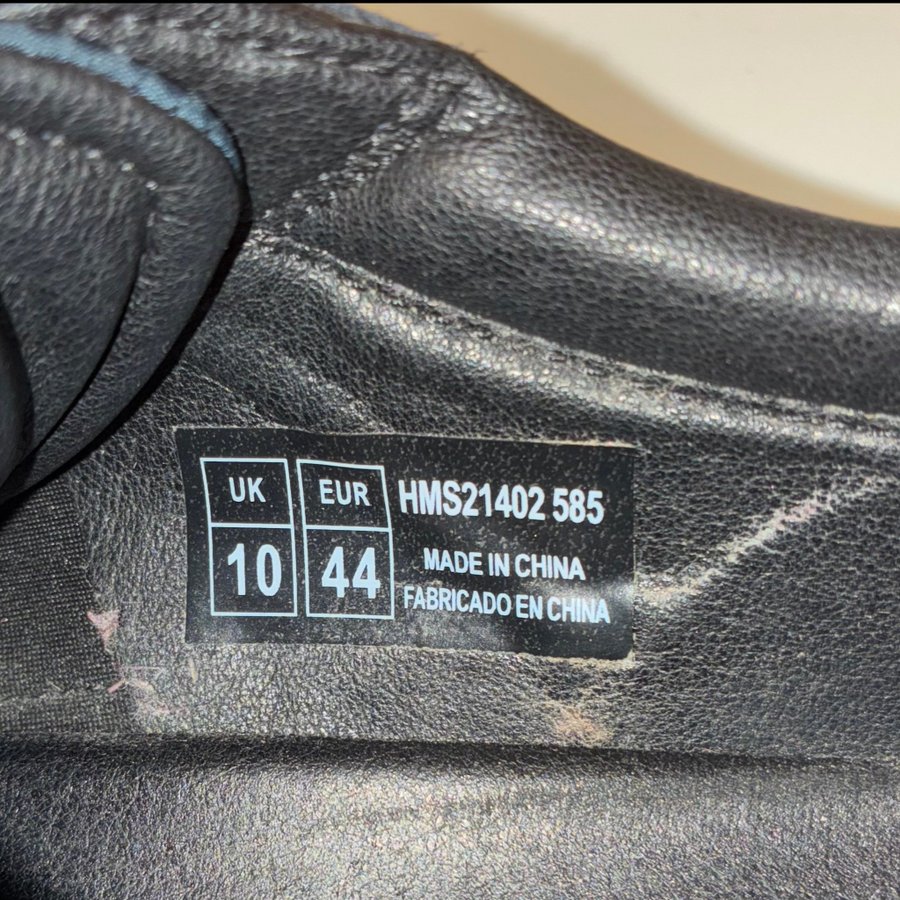 UK EUR HMS21402 585
10 44 MADE IN CHINA
FABRICADO EN CHINA